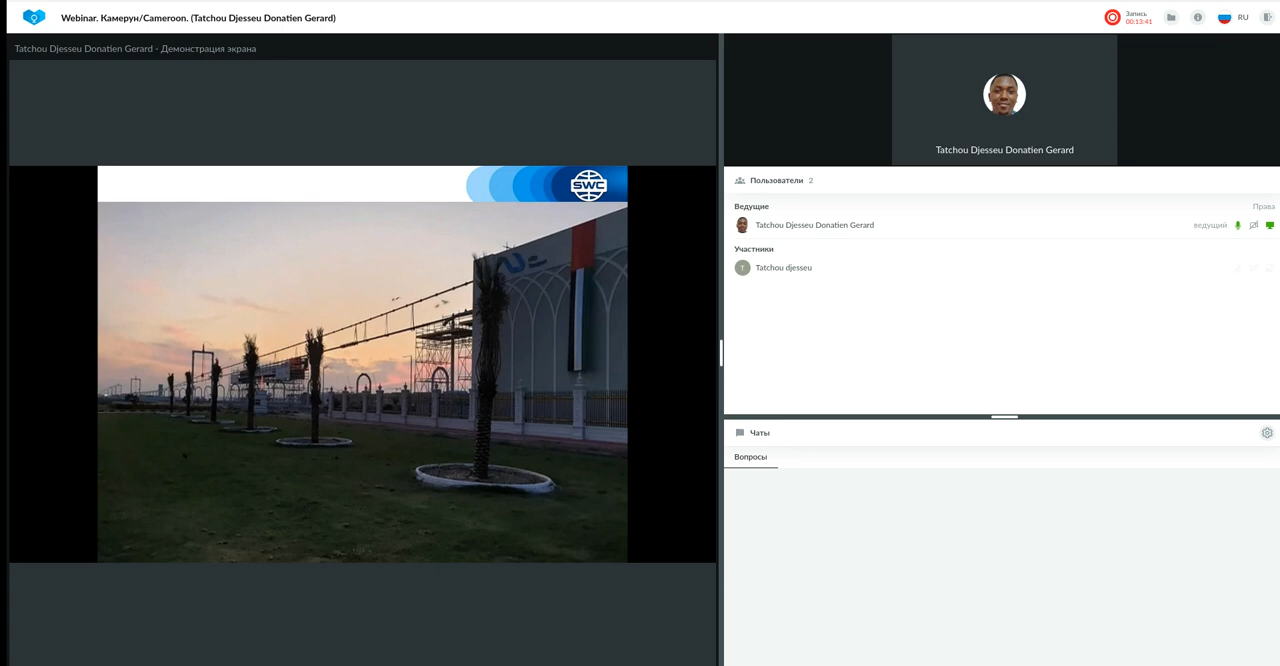 Webinar. Камерун/Cameroon. (Tatchou Djesseu Donatien Gerard)
Запись
00:13:41
RU
Tatchou Djesseu Donatien Gerard - Демонстрация экрана
SWC
Tatchou Djesseu Donatien Gerard
Пользователи 2
Ведущие Права
Tatchou Djesseu Donatien Gerard ведущий
Участники
T Tatchou djesseu
Чаты
Вопросы